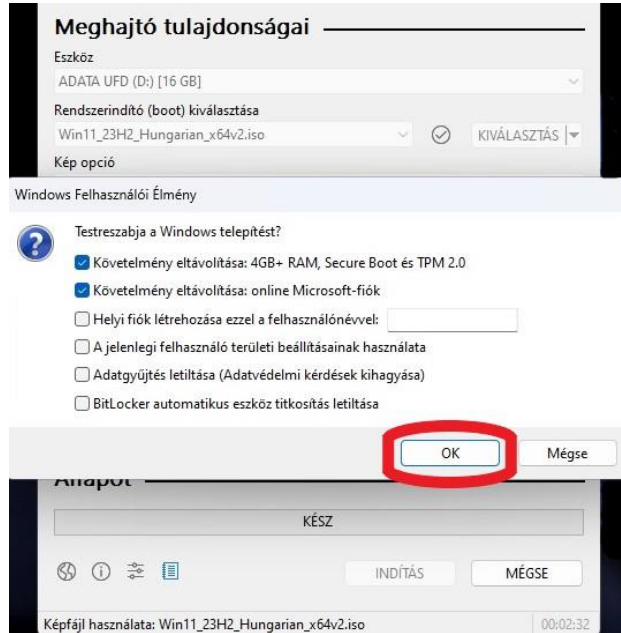 Meghajtó tulajdonságai
Eszköz
ADATA UFD (D:) [16 GB]
Rendszerindító (boot) kiválasztása
Win11_23H2_Hungarian_x64v2.iso
KIVÁLASZTÁS
Kép opció
Windows Felhasználói Élmény
Testreszabja a Windows telepítést?
Követelmény eltávolítása: 4GB+ RAM, Secure Boot és TPM 2.0
Követelmény eltávolítása: online Microsoft-fiók
Helyi fiók létrehozása ezzel a felhasználónévvel:
A jelenlegi felhasználó területi beállításainak használata
Adatgyűjtés letiltása (Adatvédelmi kérdések kihagyása)
BitLocker automatikus eszköz titkosítás letiltása
OK Mégse
Állapot
KÉSZ
INDÍTÁS MÉGSE
Képfájl használata: Win11_23H2_Hungarian_x64v2.iso 00:02:32